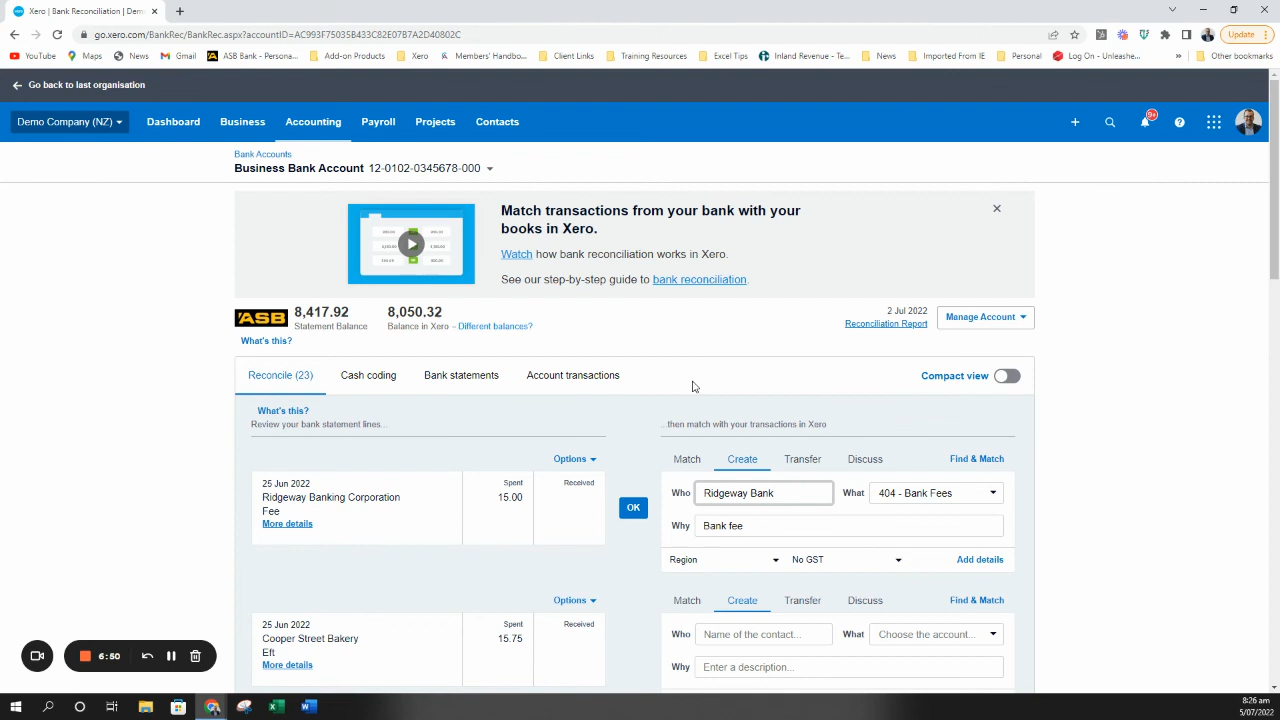 Xero | Bank Reconciliation | Dem
go.xero.com/BankRec/BankRec.aspx?accountID=AC993F75035B433C82E07B7A2D40802C
Update
YouTube
Maps
News
Gmail
ASB Bank - Persona...
Add-on Products
Xero
Members' Handbo...
Client Links
Training Resources
Excel Tips
Inland Revenue - Te...
News
Imported From IE
Personal
Log On - Unleashe...
»
Other bookmarks
Go back to last organisation
Demo Company (NZ)
Dashboard
Business
Accounting
Payroll
Projects
Contacts
9+
Bank Accounts
Business Bank Account 12-0102-0345678-000
Match transactions from your bank with your
books in Xero.
Watch how bank reconciliation works in Xero.
See our step-by-step guide to bank reconciliation.
ASB
8,417.92
Statement Balance
8,050.32
Balance in Xero – Different balances?
2 Jul 2022
Reconciliation Report
Manage Account
What's this?
Reconcile (23)
Cash coding
Bank statements
Account transactions
Compact view
What's this?
Review your bank statement lines...
...then match with your transactions in Xero
Options
Match
Create
Transfer
Discuss
Find & Match
25 Jun 2022
Ridgeway Banking Corporation
Fee
More details
Spent
15.00
Received
OK
Who
Ridgeway Bank
What
404 - Bank Fees
Why
Bank fee
Region
No GST
Add details
Options
Match
Create
Transfer
Discuss
Find & Match
25 Jun 2022
Cooper Street Bakery
Eft
More details
Spent
15.75
Received
Who
Name of the contact...
What
Choose the account...
Why
Enter a description...
6:50
8:26 am
5/07/2022